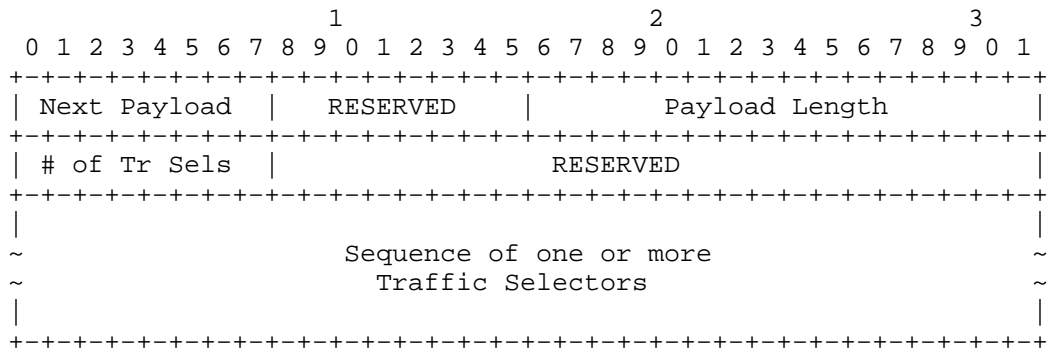 1                   2                   3
 0 1 2 3 4 5 6 7 8 9 0 1 2 3 4 5 6 7 8 9 0 1 2 3 4 5 6 7 8 9 0 1
+-+-+-+-+-+-+-+-+-+-+-+-+-+-+-+-+-+-+-+-+-+-+-+-+-+-+-+-+-+-+-+-+
| Next Payload  |   RESERVED    |        Payload Length         |
+-+-+-+-+-+-+-+-+-+-+-+-+-+-+-+-+-+-+-+-+-+-+-+-+-+-+-+-+-+-+-+-+
| # of Tr Sels  |                 RESERVED                      |
+-+-+-+-+-+-+-+-+-+-+-+-+-+-+-+-+-+-+-+-+-+-+-+-+-+-+-+-+-+-+-+-+
|                                                               |
~                    Sequence of one or more                    ~
~                      Traffic Selectors                        ~
|                                                               |
+-+-+-+-+-+-+-+-+-+-+-+-+-+-+-+-+-+-+-+-+-+-+-+-+-+-+-+-+-+-+-+-+